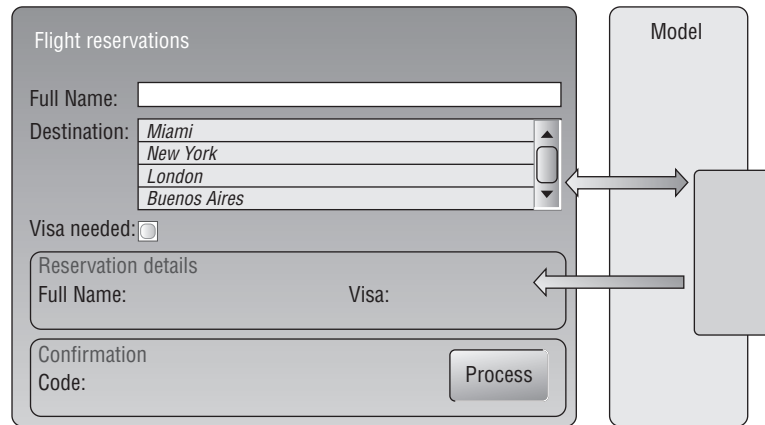 Flight reservations
Model
Full Name:
Destination:
Miami
New York
London
Buenos Aires
Visa needed:
Reservation details
Full Name: Visa:
Confirmation
Code:
Process